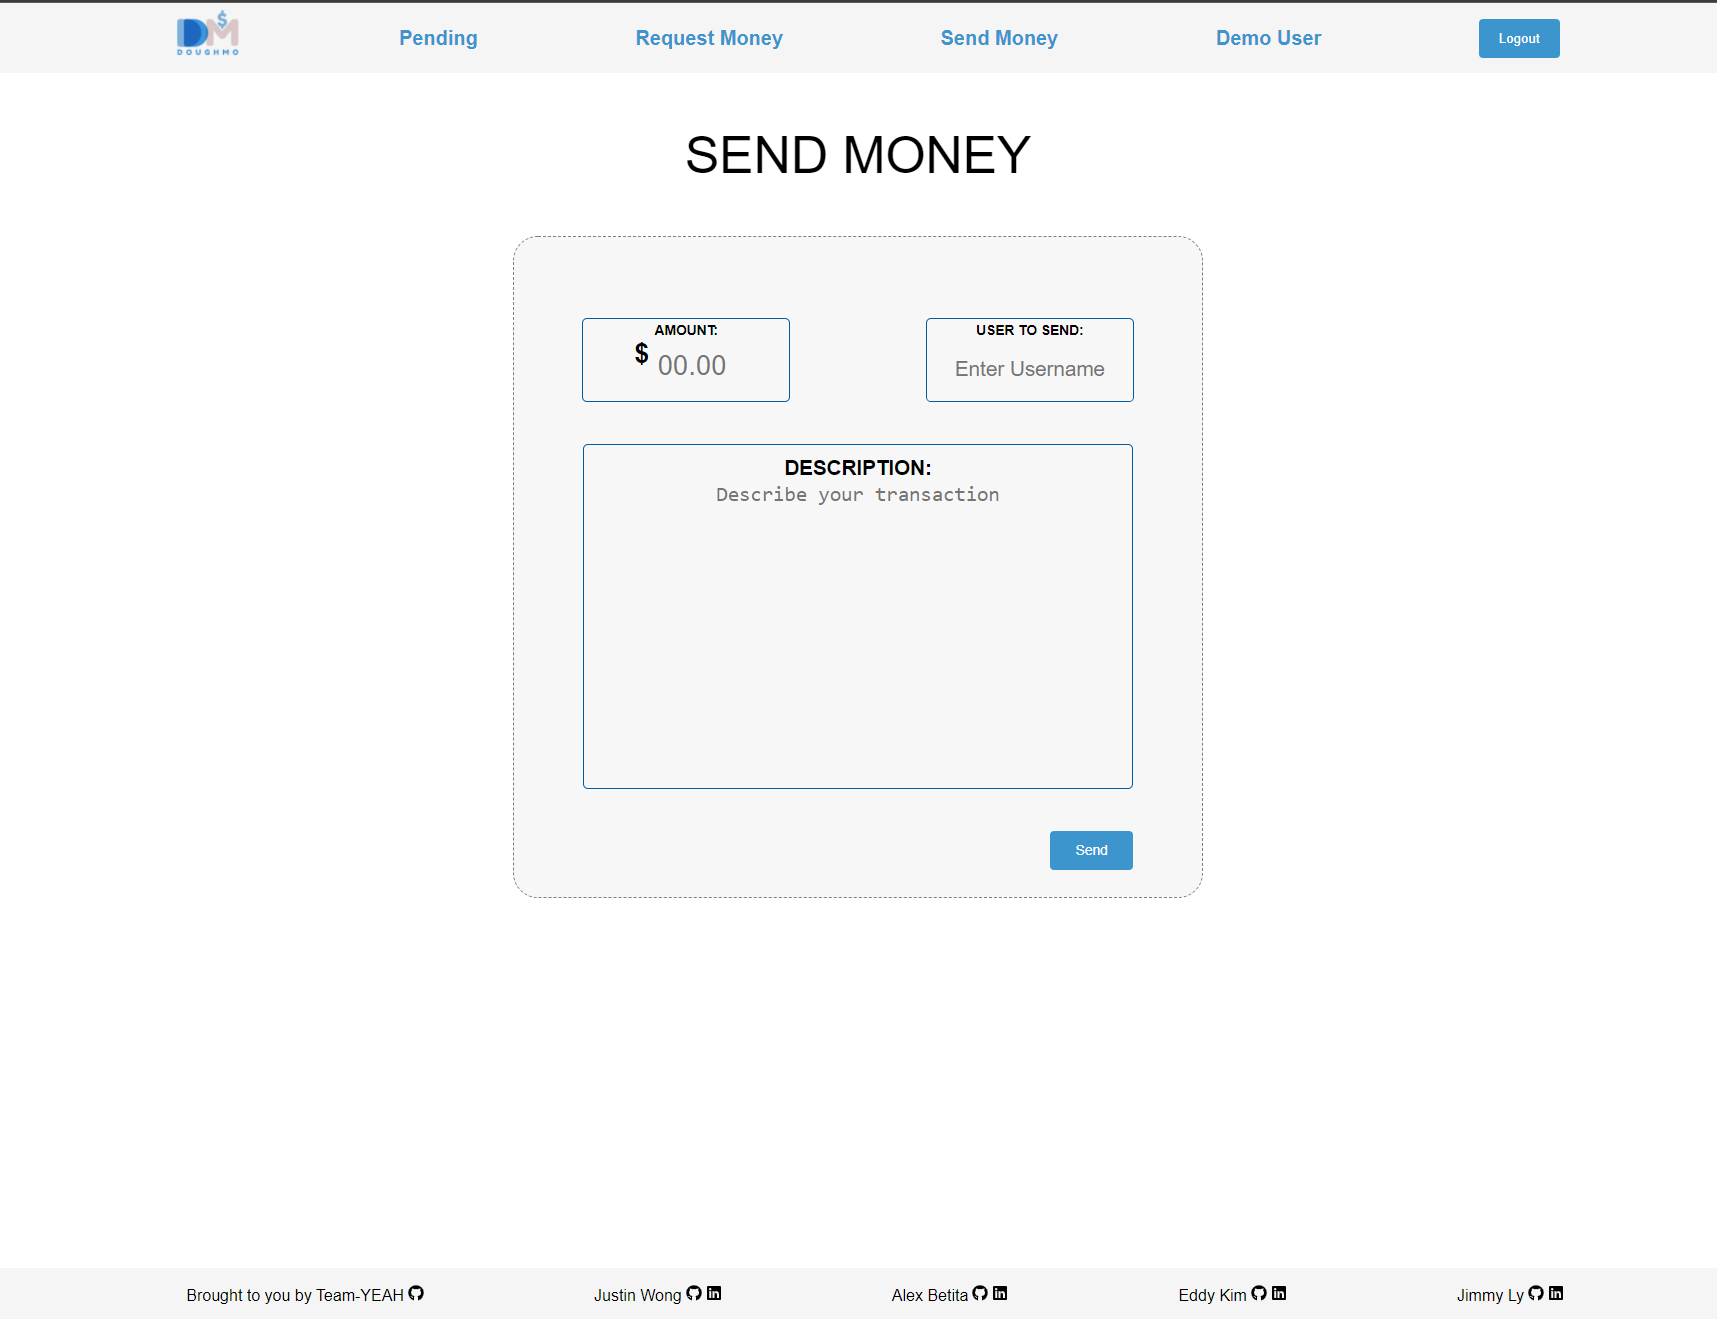 DM$
DOUGHMO
Pending
Request Money
Send Money
Demo User
Logout
SEND MONEY
AMOUNT:
$ 00.00
USER TO SEND:
Enter Username
DESCRIPTION:
Describe your transaction
Send
Brought to you by Team-YEAH
Justin Wong
Alex Betita
Eddy Kim
Jimmy Ly